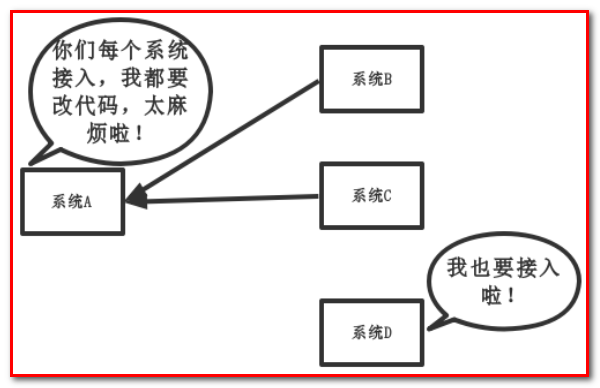 你们每个系统
接入，我都要
改代码，太麻
烦啦！
系统A
系统B
系统C
我也要接入
啦！
系统D